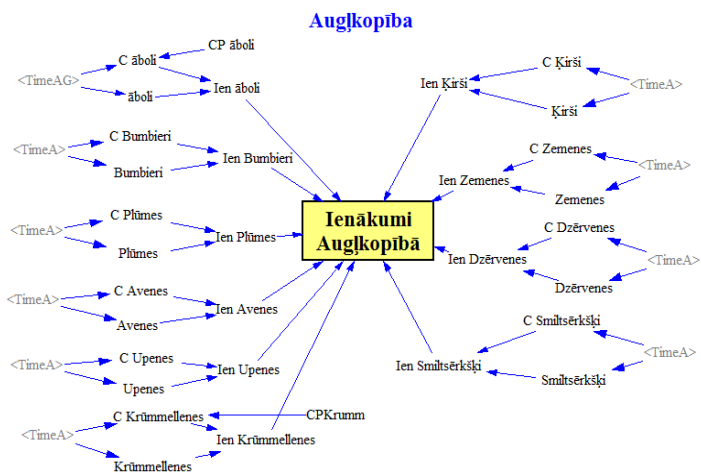 Augļkopība
CP āboli
C āboli
<TimeAG>
āboli
Ien āboli
C Bumbieri
<TimeA>
Bumbieri
Ien Bumbieri
C Plūmes
<TimeA>
Plūmes
Ien Plūmes
C Avenes
<TimeA>
Avenes
Ien Avenes
C Upenes
<TimeA>
Upenes
Ien Upenes
C Krūmmellenes
CPKrumm
<TimeA>
Krūmmellenes
Ien Krūmmellenes
Ienākumi
Augļkopībā
C Ķirši
Ien Ķirši
<TimeA>
Ķirši
C Zemenes
<TimeA>
Ien Zemenes
Zemenes
C Dzērvenes
Ien Dzērvenes
<TimeA>
Dzērvenes
C Smiltsērkšķi
<TimeA>
Ien Smiltsērkšķi
Smiltsērkšķi